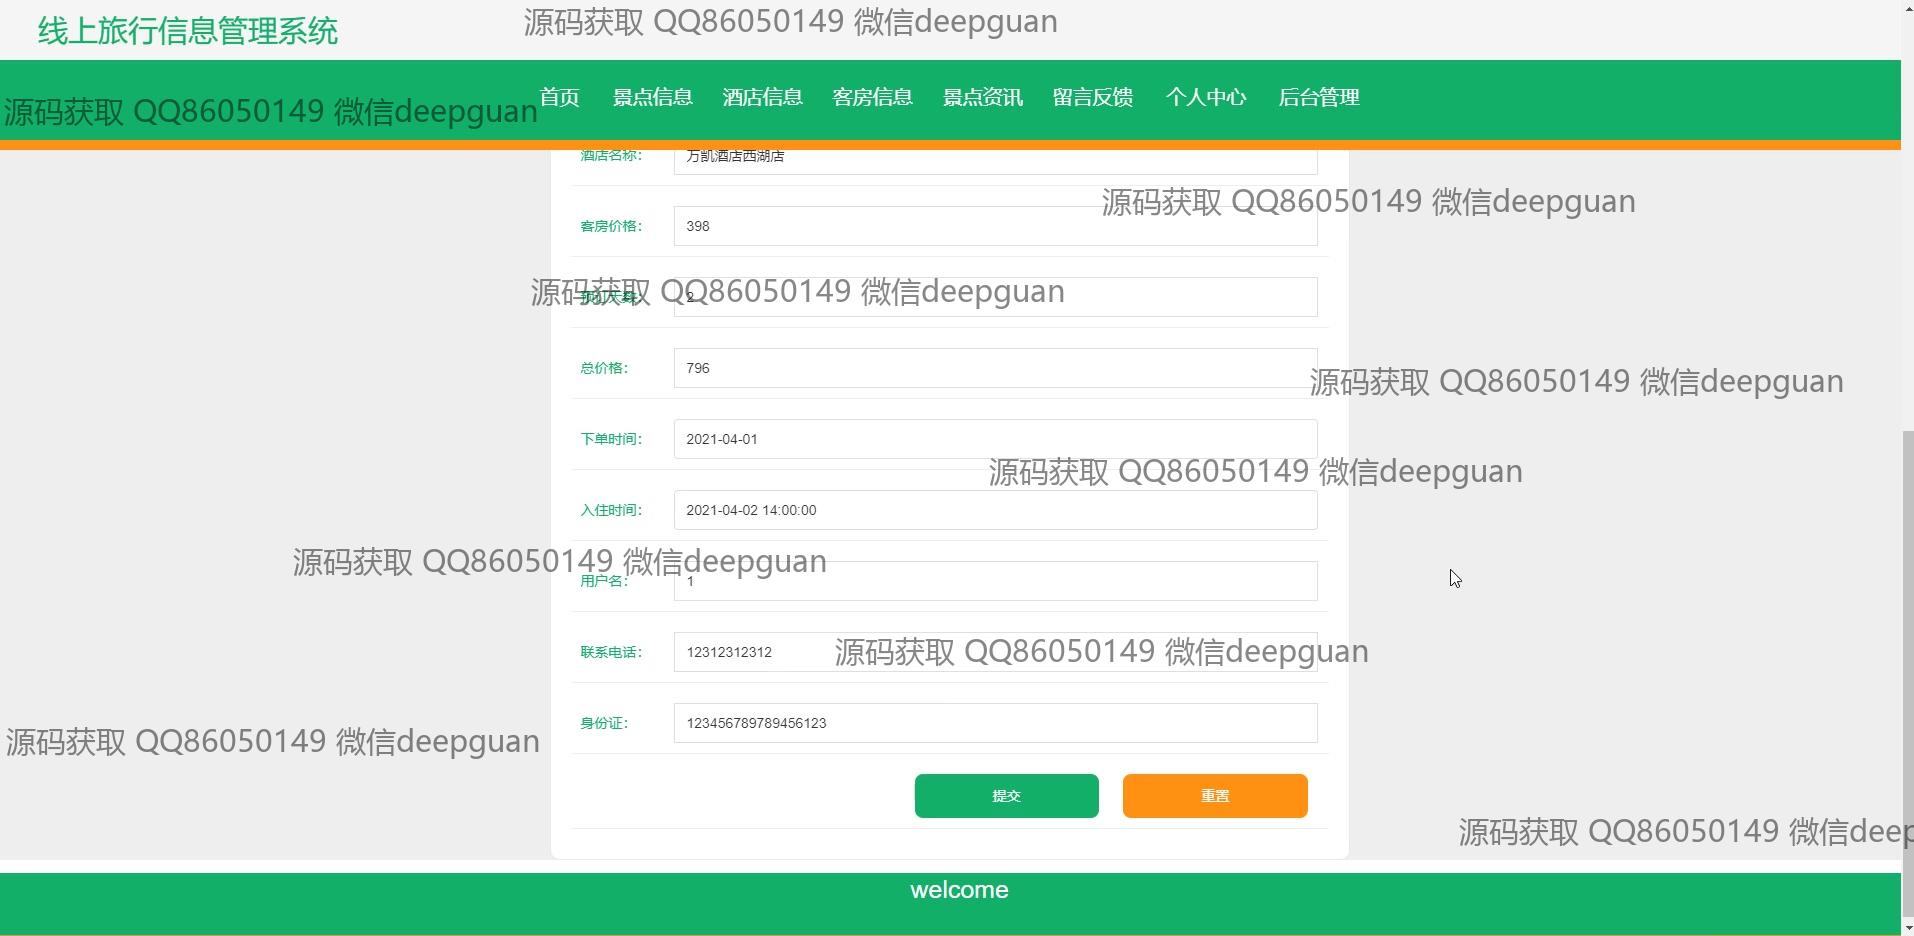 线上旅行信息管理系统
源码获取 QQ86050149 微信deepguan
首页 景点信息 酒店信息 客房信息 景点资讯 留言反馈 个人中心 后台管理
源码获取 QQ86050149 微信deepguan
酒店名称： 万凯酒店西湖店
源码获取 QQ86050149 微信deepguan
客房价格： 398
源码获取 QQ86050149 微信deepguan
预订天数： 2
总价格： 796
源码获取 QQ86050149 微信deepguan
下单时间： 2021-04-01
源码获取 QQ86050149 微信deepguan
入住时间： 2021-04-02 14:00:00
源码获取 QQ86050149 微信deepguan
用户名： 1
联系电话： 12312312312
源码获取 QQ86050149 微信deepguan
身份证： 123456789789456123
源码获取 QQ86050149 微信deepguan
提交 重置
源码获取 QQ86050149 微信deep
welcome